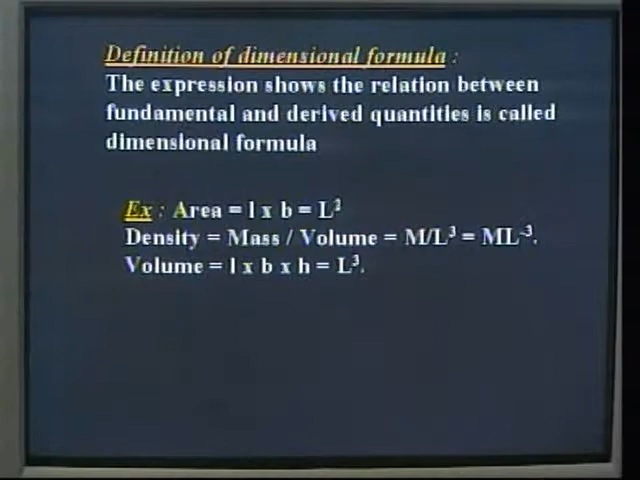 Definition of dimensional formula :
The expression shows the relation between
fundamental and derived quantities is called
dimensional formula
Ex : Area = l x b = L²
Density = Mass / Volume = M/L³ = ML⁻³.
Volume = l x b x h = L³.